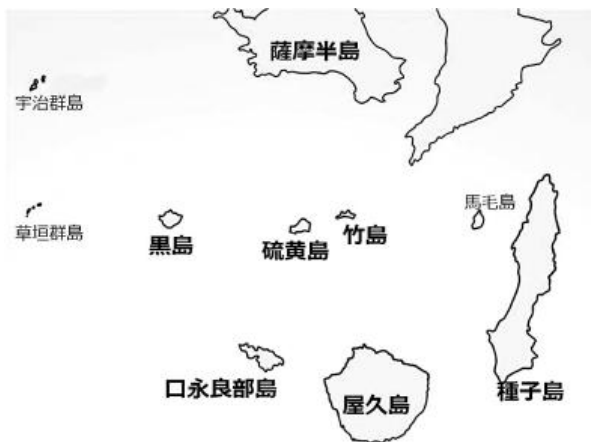 薩摩半島
宇治群島
馬毛島
草垣群島
黒島
硫黄島
竹島
口永良部島
屋久島
種子島